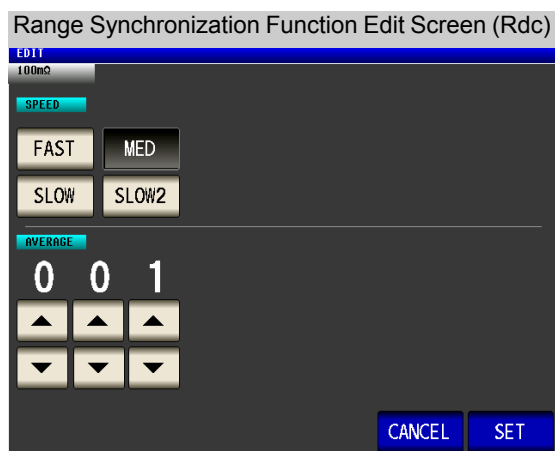 Range Synchronization Function Edit Screen (Rdc)
EDIT
100mΩ
SPEED
FAST MED
SLOW SLOW2
AVERAGE
0 0 1
CANCEL SET